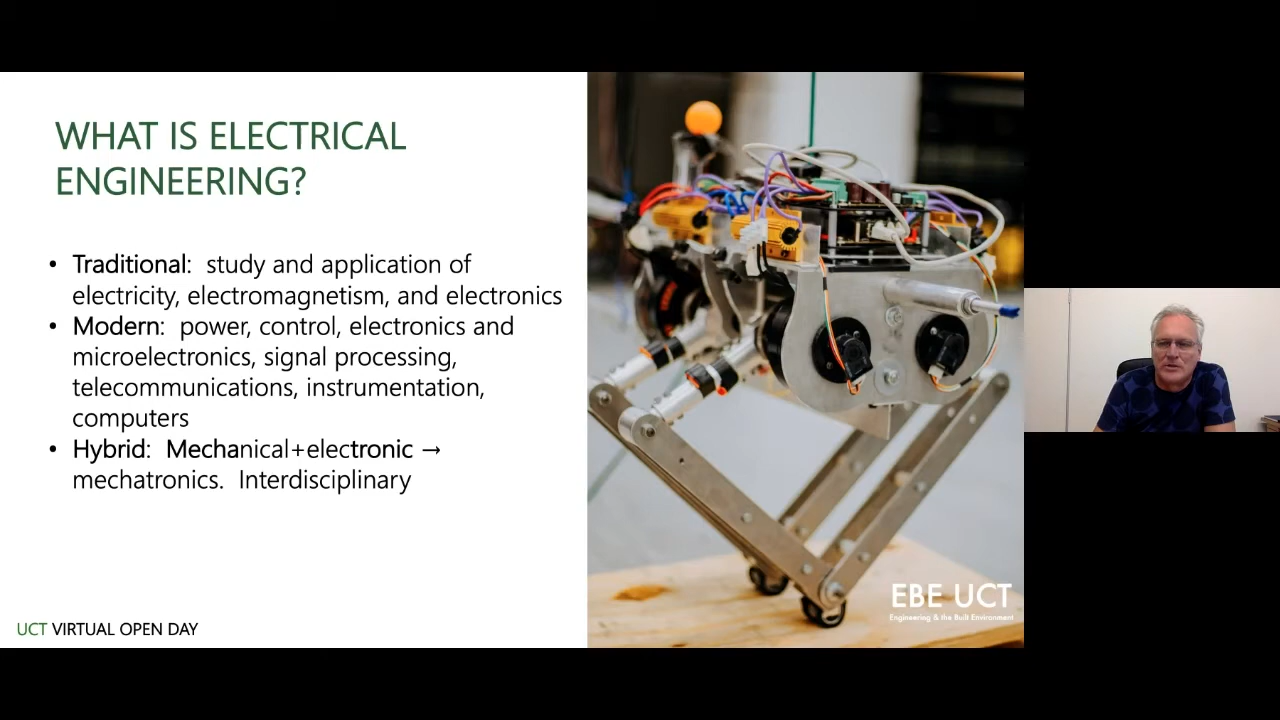 WHAT IS ELECTRICAL
ENGINEERING?
• Traditional: study and application of
electricity, electromagnetism, and electronics
• Modern: power, control, electronics and
microelectronics, signal processing,
telecommunications, instrumentation,
computers
• Hybrid: Mechanical+electronic →
mechatronics. Interdisciplinary
UCT VIRTUAL OPEN DAY
EBE UCT
Engineering & the Built Environment